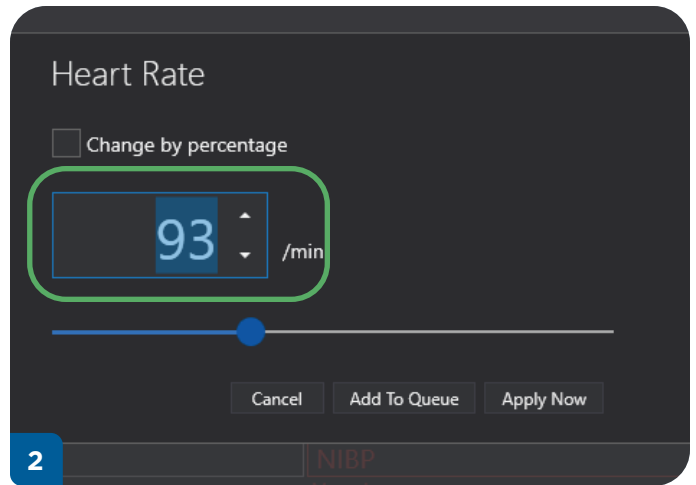 Heart Rate
Change by percentage
93
/min
Cancel Add To Queue Apply Now
2
NIBP